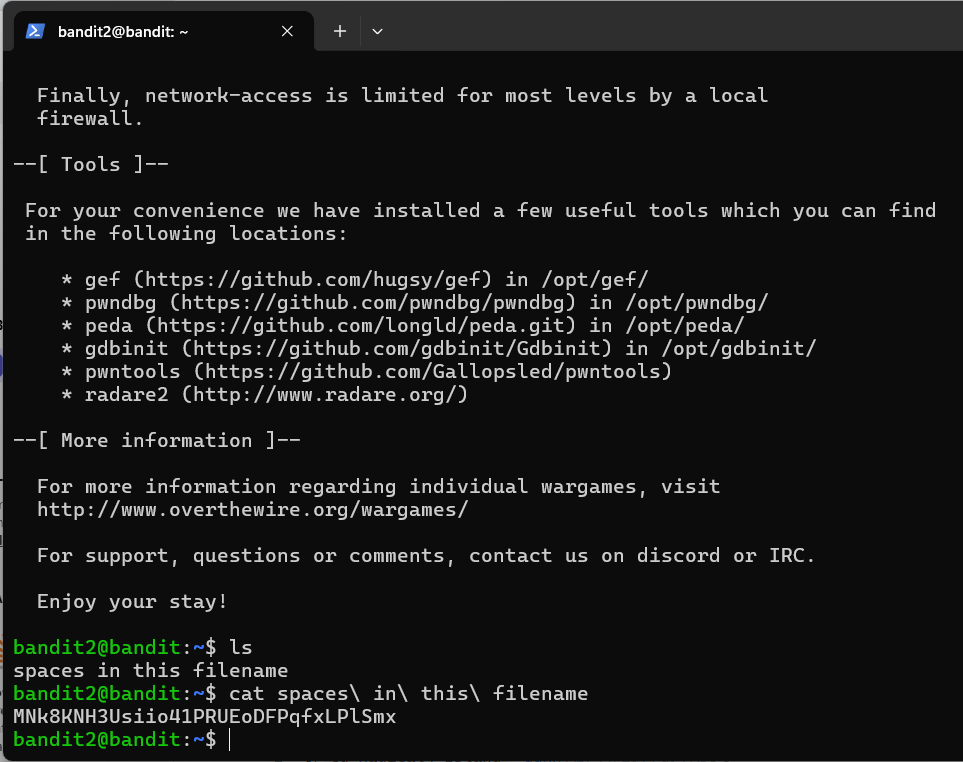 bandit2@bandit: ~
Finally, network-access is limited for most levels by a local
firewall.
--[ Tools ]--
For your convenience we have installed a few useful tools which you can find
in the following locations:
* gef (https://github.com/hugsy/gef) in /opt/gef/
* pwndbg (https://github.com/pwndbg/pwndbg) in /opt/pwndbg/
* peda (https://github.com/longld/peda.git) in /opt/peda/
* gdbinit (https://github.com/gdbinit/Gdbinit) in /opt/gdbinit/
* pwntools (https://github.com/Gallopsled/pwntools)
* radare2 (http://www.radare.org/)
--[ More information ]--
For more information regarding individual wargames, visit
http://www.overthewire.org/wargames/
For support, questions or comments, contact us on discord or IRC.
Enjoy your stay!
bandit2@bandit:~$ ls
spaces in this filename
bandit2@bandit:~$ cat spaces\ in\ this\ filename
MNk8KNH3Usiio41PRUEoDFPqfxLPlSmx
bandit2@bandit:~$